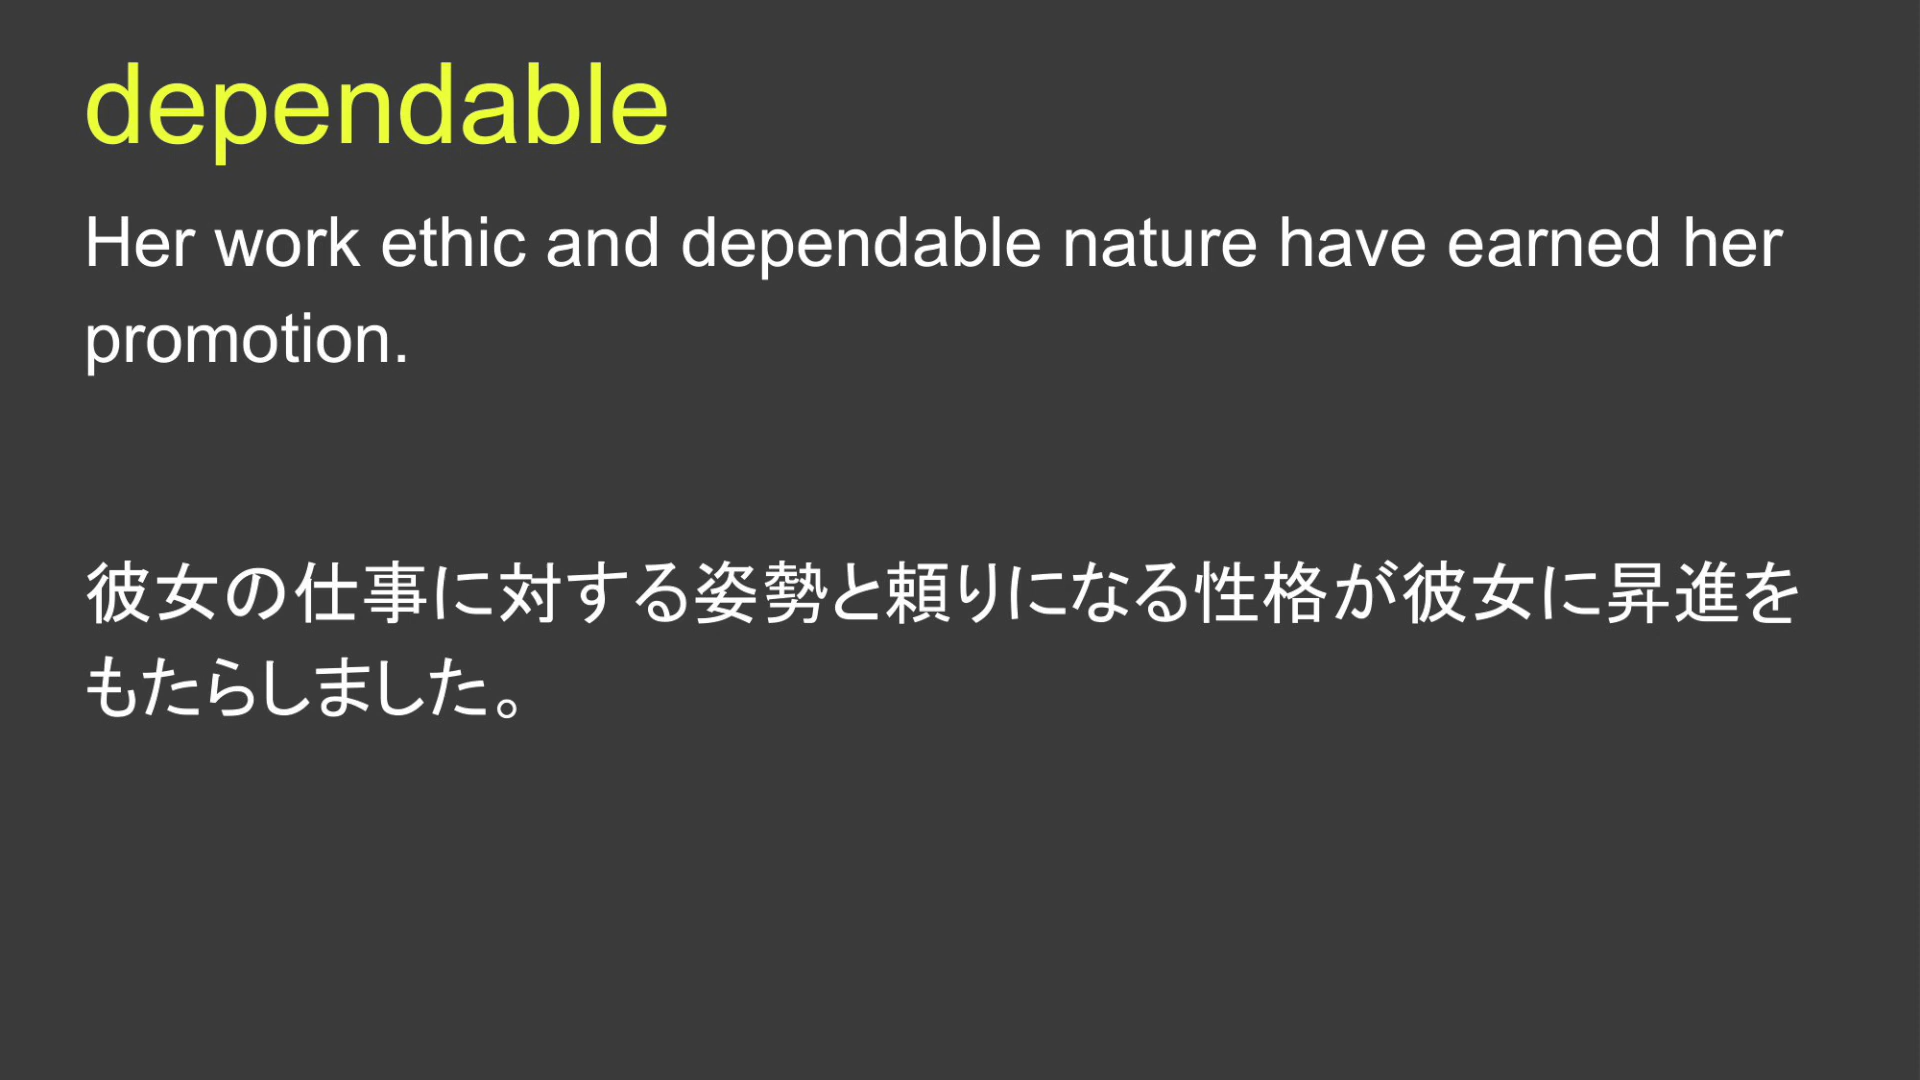 dependable
Her work ethic and dependable nature have earned her
promotion.
彼女の仕事に対する姿勢と頼りになる性格が彼女に昇進を
もたらしました。